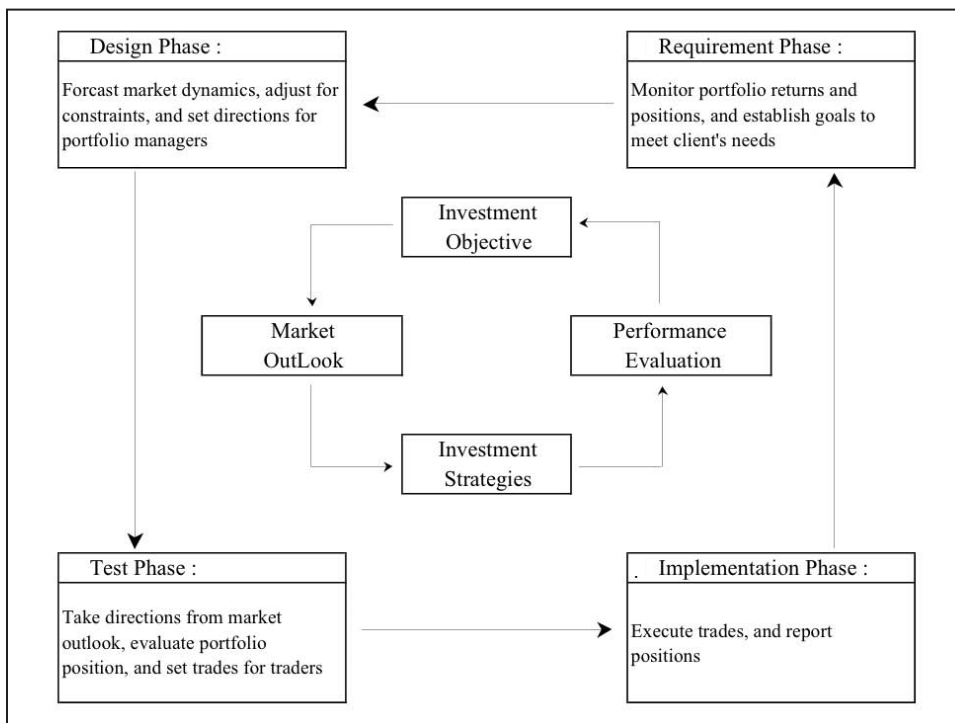 Design Phase :
Forcast market dynamics, adjust for
constraints, and set directions for
portfolio managers
Requirement Phase :
Monitor portfolio returns and
positions, and establish goals to
meet client's needs
Investment
Objective
Market
OutLook
Performance
Evaluation
Investment
Strategies
Test Phase :
Take directions from market
outlook, evaluate portfolio
position, and set trades for traders
. Implementation Phase :
Execute trades, and report
positions